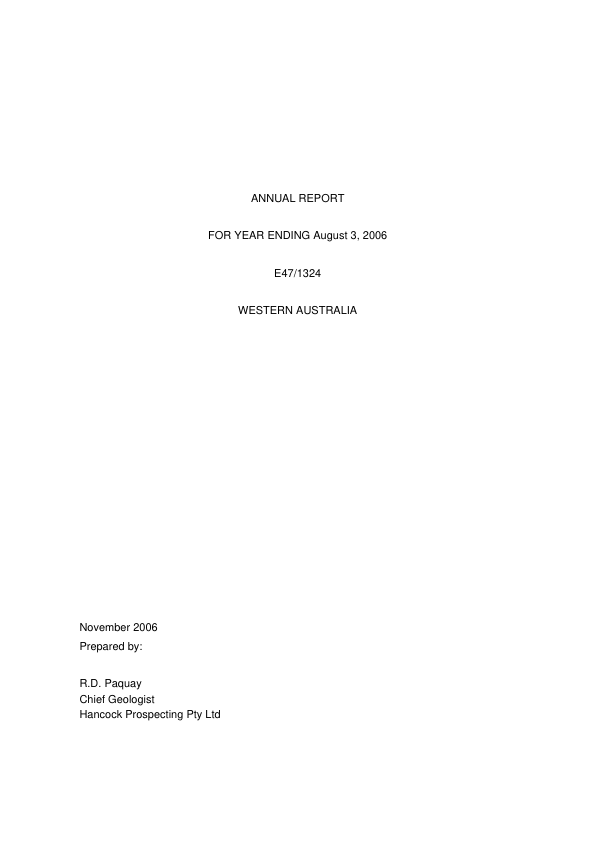 ANNUAL REPORT
FOR YEAR ENDING August 3, 2006
E47/1324
WESTERN AUSTRALIA
November 2006
Prepared by:
R.D. Paquay
Chief Geologist
Hancock Prospecting Pty Ltd